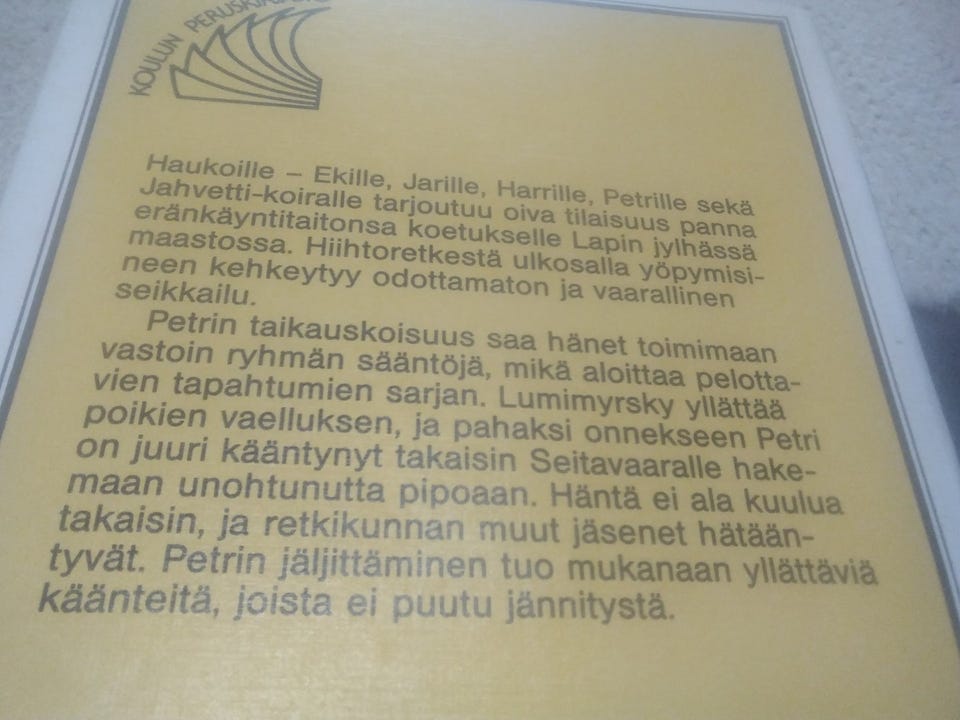 KOULUN
Haukoille – Ekille, Jarille, Harrille, Petrille sekä
Jahvetti-koiralle tarjoutuu oiva tilaisuus panna
eränkäyntitaitonsa koetukselle Lapin jylhässä
maastossa. Hiihtoretkestä ulkosalla yöpymisi-
neen kehkeytyy odottamaton ja vaarallinen
seikkailu.
Petrin taikauskoisuus saa hänet toimimaan
vastoin ryhmän sääntöjä, mikä aloittaa pelotta-
vien tapahtumien sarjan. Lumimyrsky yllättää
poikien vaelluksen, ja pahaksi onnekseen Petri
on juuri kääntynyt takaisin Seitavaaralle hake-
maan unohtunutta pipoaan. Häntä ei ala kuulua
takaisin, ja retkikunnan muut jäsenet hätään-
tyvät. Petrin jäljittäminen tuo mukanaan yllättäviä
käänteitä, joista ei puutu jännitystä.